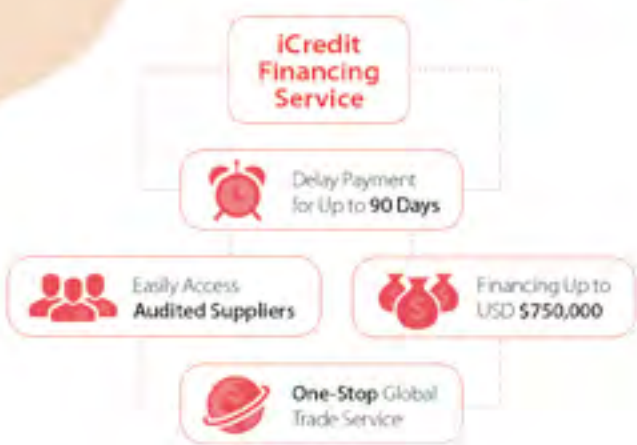 iCredit
Financing
Service
Delay Payment
for Up to 90 Days
Easily Access
Audited Suppliers
Financing Up to
USD $750,000
One-Stop Global
Trade Service